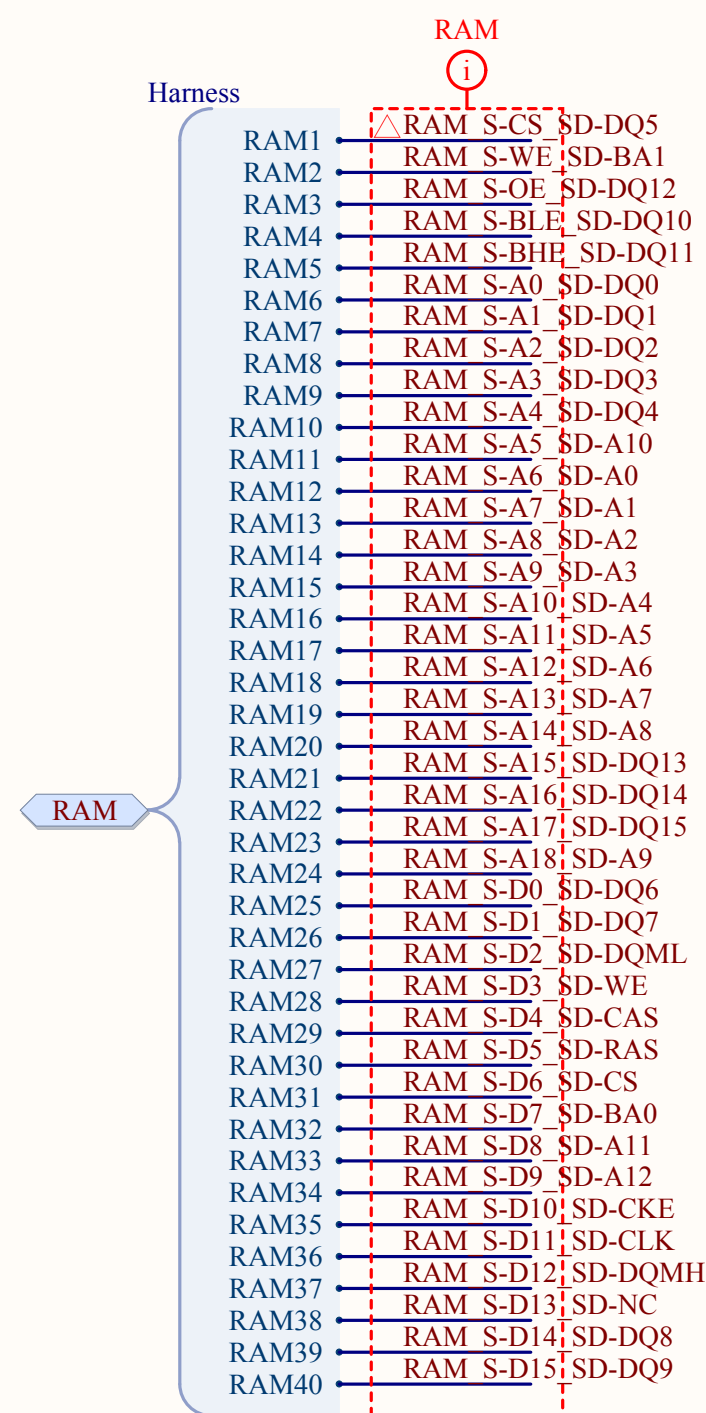 RAM
i
Harness
RAM1 RAM_S-CS_SD-DQ5
RAM2 RAM_S-WE_SD-BA1
RAM3 RAM_S-OE_SD-DQ12
RAM4 RAM_S-BLE_SD-DQ10
RAM5 RAM_S-BHE_SD-DQ11
RAM6 RAM_S-A0_SD-DQ0
RAM7 RAM_S-A1_SD-DQ1
RAM8 RAM_S-A2_SD-DQ2
RAM9 RAM_S-A3_SD-DQ3
RAM10 RAM_S-A4_SD-DQ4
RAM11 RAM_S-A5_SD-A10
RAM12 RAM_S-A6_SD-A0
RAM13 RAM_S-A7_SD-A1
RAM14 RAM_S-A8_SD-A2
RAM15 RAM_S-A9_SD-A3
RAM16 RAM_S-A10_SD-A4
RAM17 RAM_S-A11_SD-A5
RAM18 RAM_S-A12_SD-A6
RAM19 RAM_S-A13_SD-A7
RAM20 RAM_S-A14_SD-A8
RAM21 RAM_S-A15_SD-DQ13
RAM22 RAM_S-A16_SD-DQ14
RAM RAM23 RAM_S-A17_SD-DQ15
RAM24 RAM_S-A18_SD-A9
RAM25 RAM_S-D0_SD-DQ6
RAM26 RAM_S-D1_SD-DQ7
RAM27 RAM_S-D2_SD-DQML
RAM28 RAM_S-D3_SD-WE
RAM29 RAM_S-D4_SD-CAS
RAM30 RAM_S-D5_SD-RAS
RAM31 RAM_S-D6_SD-CS
RAM32 RAM_S-D7_SD-BA0
RAM33 RAM_S-D8_SD-A11
RAM34 RAM_S-D9_SD-A12
RAM35 RAM_S-D10_SD-CKE
RAM36 RAM_S-D11_SD-CLK
RAM37 RAM_S-D12_SD-DQMH
RAM38 RAM_S-D13_SD-NC
RAM39 RAM_S-D14_SD-DQ8
RAM40 RAM_S-D15_SD-DQ9